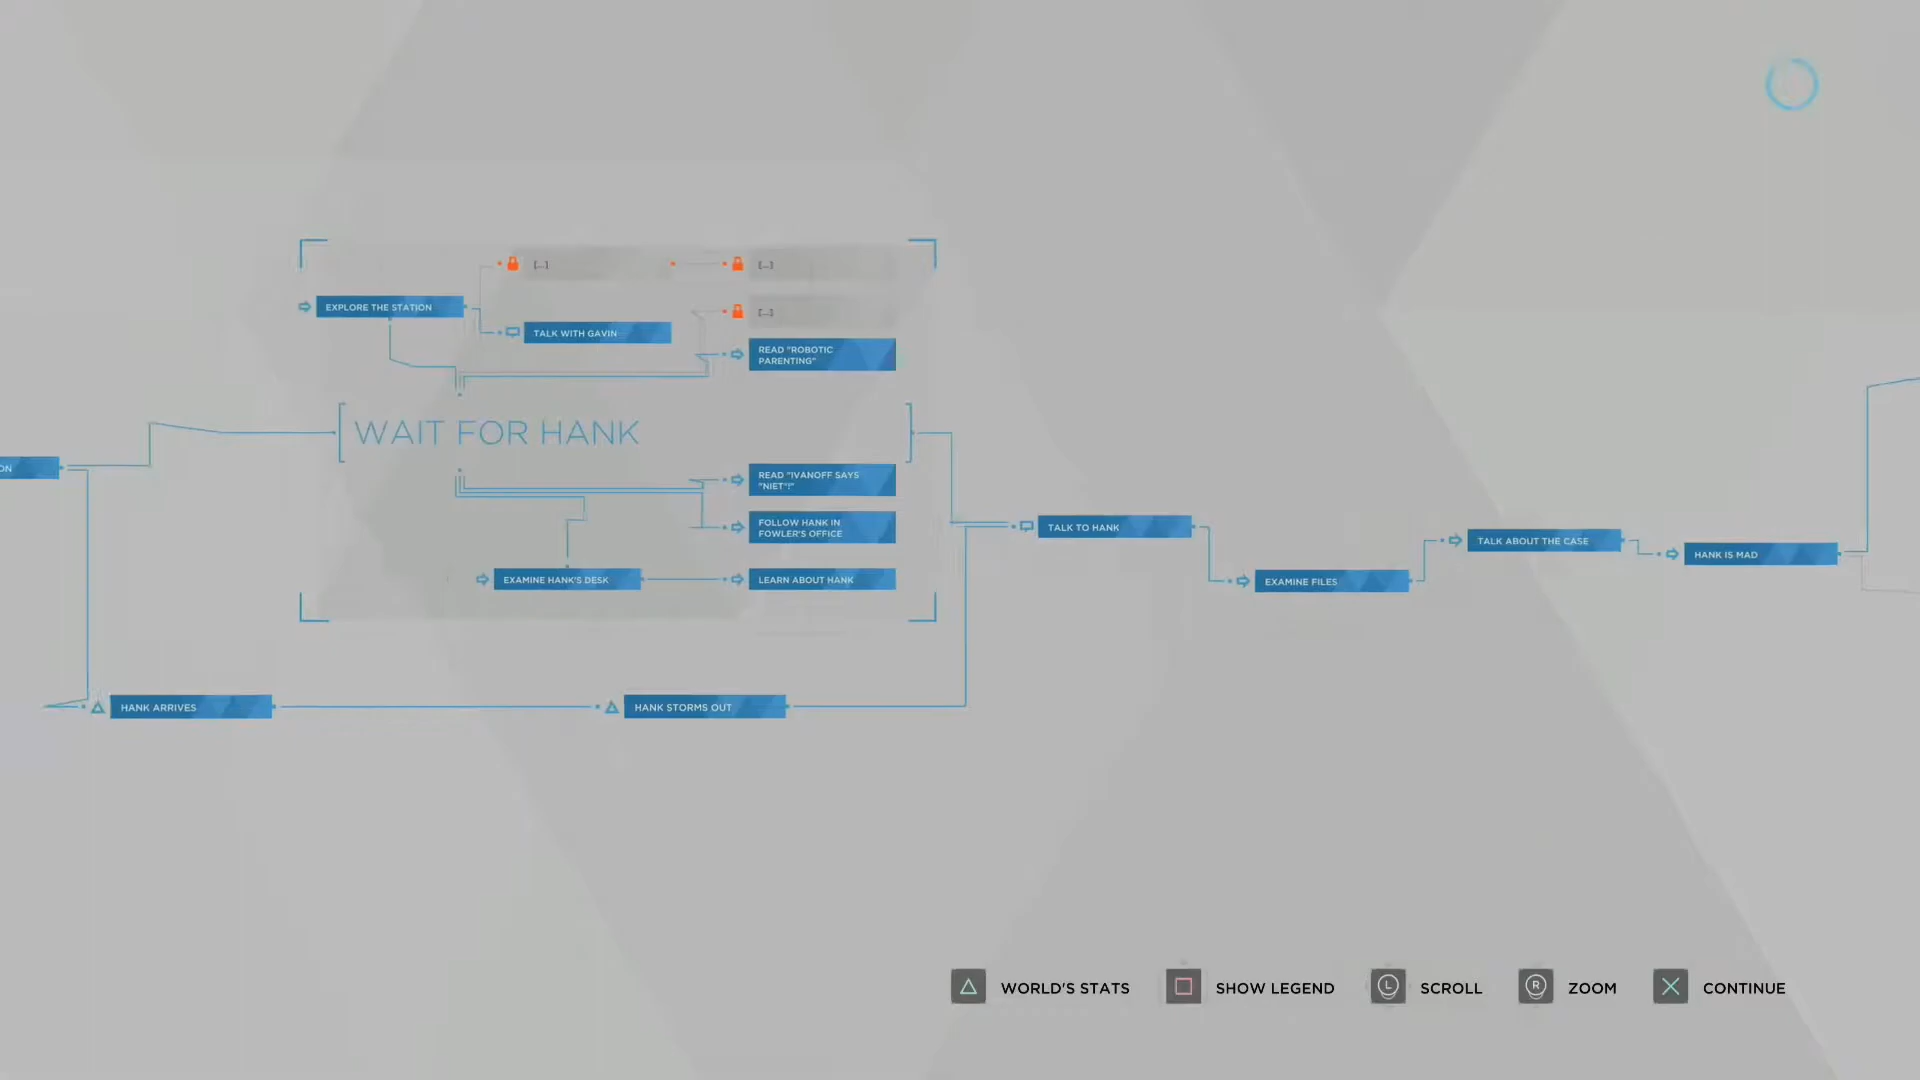 [...]
[...]
EXPLORE THE STATION
[...]
TALK WITH GAVIN
READ "ROBOTIC
PARENTING"
WAIT FOR HANK
ON
READ "IVANOFF SAYS
"NIET"!"
FOLLOW HANK IN
FOWLER'S OFFICE
TALK TO HANK
TALK ABOUT THE CASE
HANK IS MAD
EXAMINE HANK'S DESK
LEARN ABOUT HANK
EXAMINE FILES
HANK ARRIVES
HANK STORMS OUT
WORLD'S STATS
SHOW LEGEND
L
SCROLL
R
ZOOM
CONTINUE